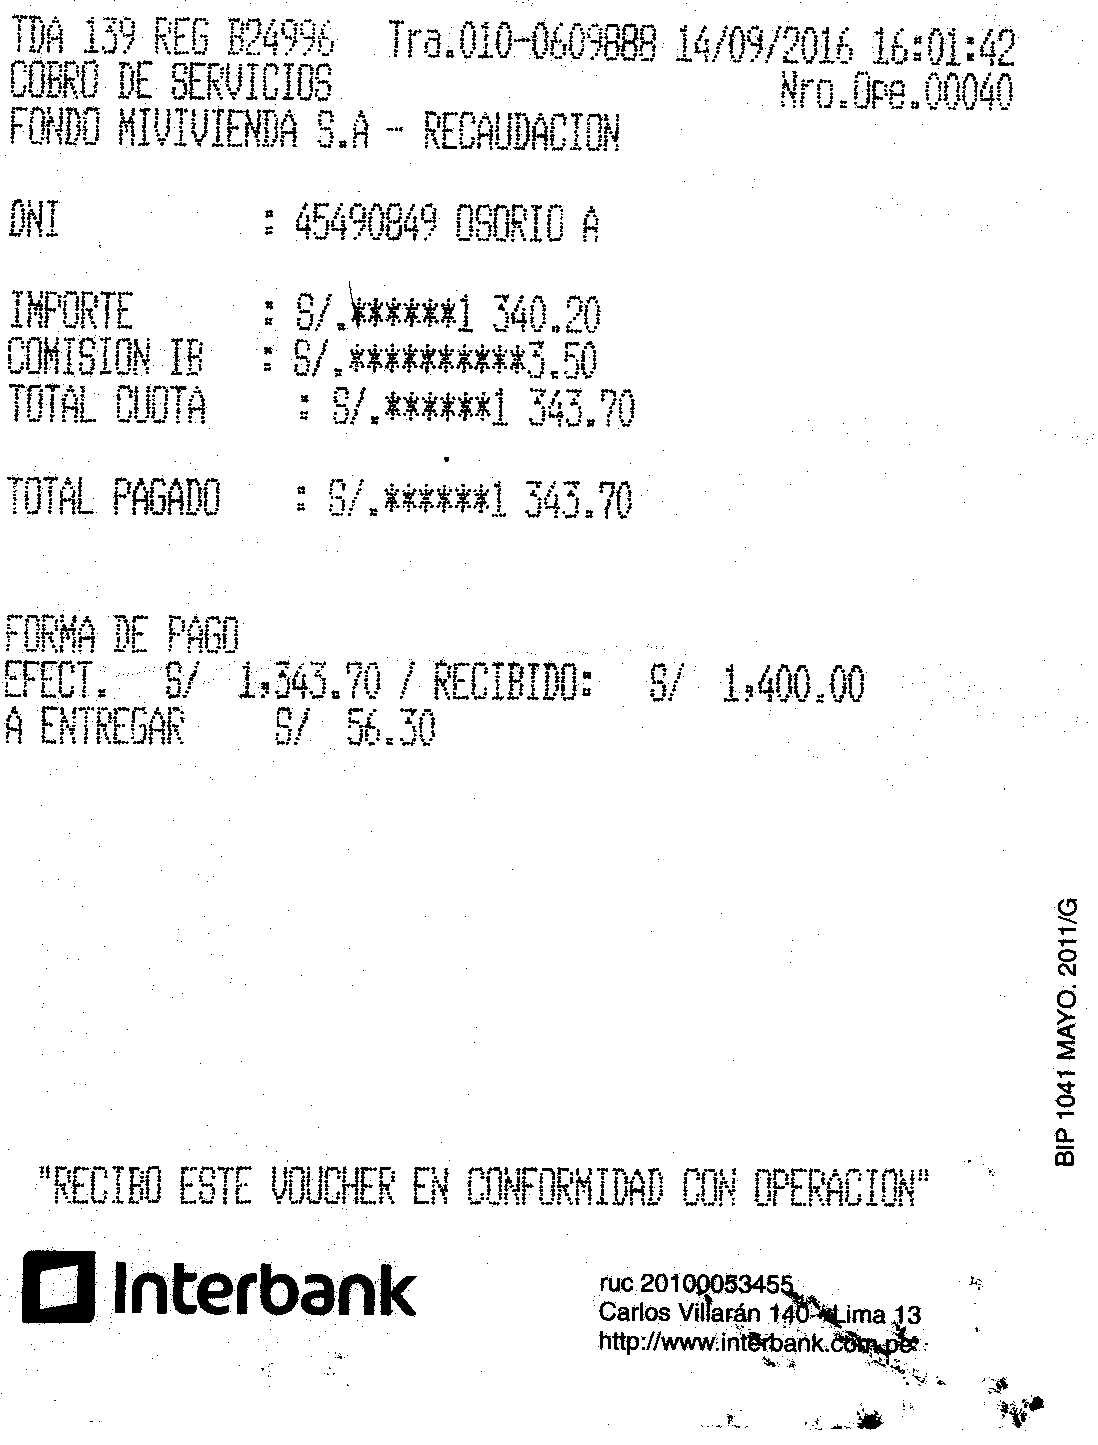 TDA 139 REG B24996 Tra.010-0609888 14/09/2016 16:01:42
COBRO DE SERVICIOS Nro.Ope.00040
FONDO MIVIVIENDA S.A - RECAUDACION
DNI : 45490849 OSORIO A
IMPORTE : S/.******1 340.20
COMISION IB : S/.**********3.50
TOTAL CUOTA : S/.******1 343.70
TOTAL PAGADO : S/.******1 343.70
FORMA DE PAGO
EFECT. S/ 1,343.70 / RECIBIDO: S/ 1,400.00
A ENTREGAR S/ 56.30
BIP 1041 MAYO. 2011/G
"RECIBO ESTE VOUCHER EN CONFORMIDAD CON OPERACION"
Interbank
ruc 20100053455
Carlos Villarán 140 - Lima 13
http://www.interbank.com.pe